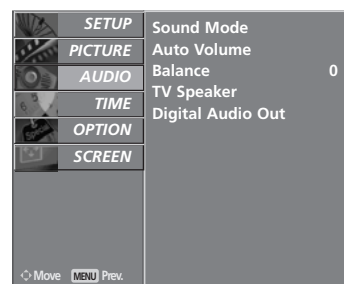 SETUP
PICTURE
AUDIO
TIME
OPTION
SCREEN
Move MENU Prev.
Sound Mode
Auto Volume
Balance 0
TV Speaker
Digital Audio Out